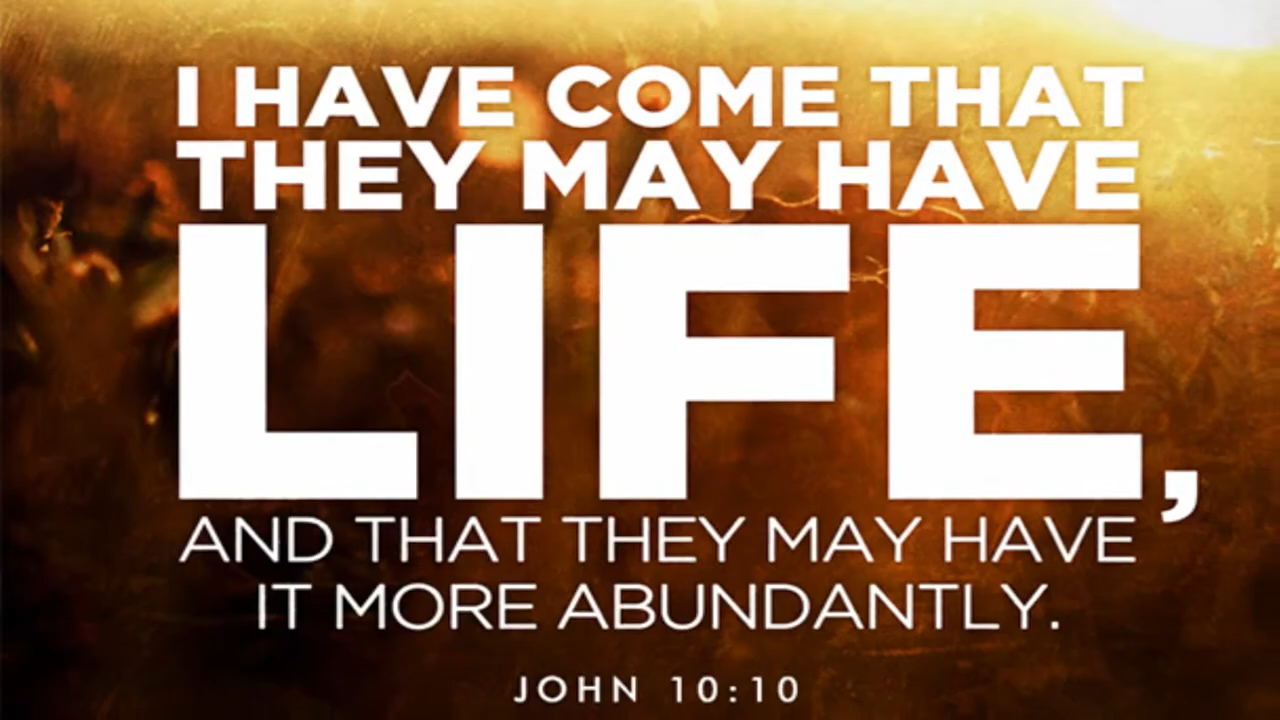 I HAVE COME THAT
THEY MAY HAVE
LIFE,
AND THAT THEY MAY HAVE
IT MORE ABUNDANTLY.
JOHN 10:10